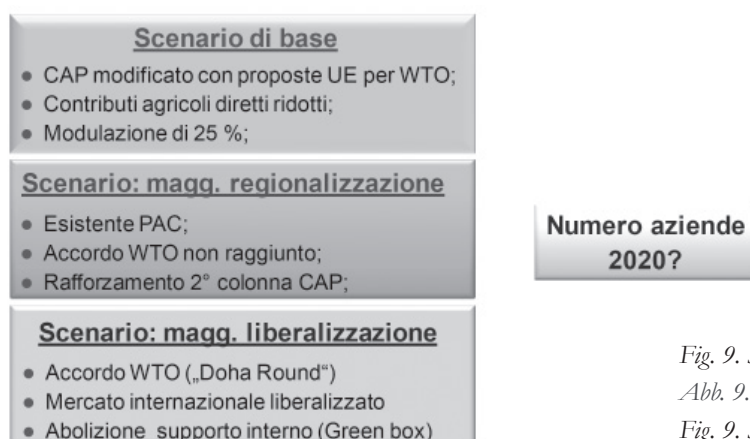 Scenario di base
• CAP modificato con proposte UE per WTO;
• Contributi agricoli diretti ridotti;
• Modulazione di 25 %;
Scenario: magg. regionalizzazione
• Esistente PAC;
• Accordo WTO non raggiunto;
• Rafforzamento 2° colonna CAP;
Scenario: magg. liberalizzazione
• Accordo WTO („Doha Round“)
• Mercato internazionale liberalizzato
• Abolizione supporto interno (Green box)
Numero aziende
2020?
Fig. 9.
Abb. 9.
Fig. 9.